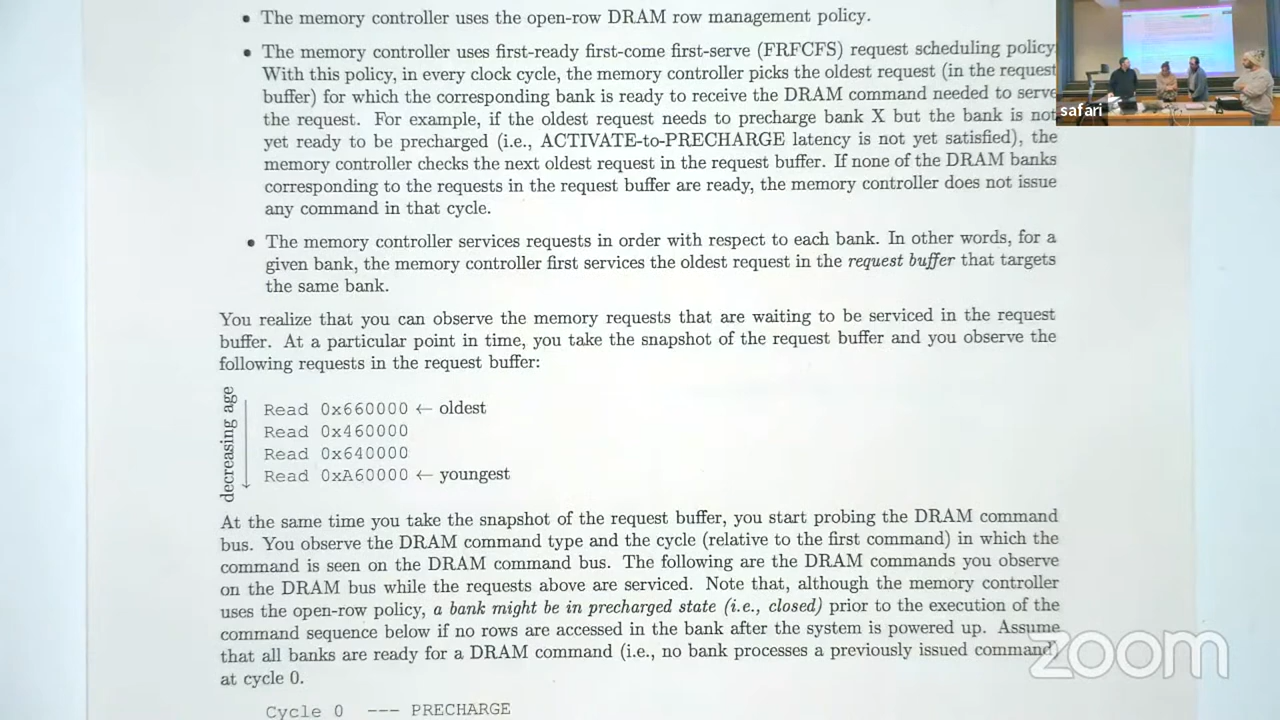 • The memory controller uses the open-row DRAM row management policy.
• The memory controller uses first-ready first-come first-serve (FRFCFS) request scheduling policy
With this policy, in every clock cycle, the memory controller picks the oldest request (in the request
buffer) for which the corresponding bank is ready to receive the DRAM command needed to serve
the request. For example, if the oldest request needs to precharge bank X but the bank is not
yet ready to be precharged (i.e., ACTIVATE-to-PRECHARGE latency is not yet satisfied), the
memory controller checks the next oldest request in the request buffer. If none of the DRAM banks
corresponding to the requests in the request buffer are ready, the memory controller does not issue
any command in that cycle.
• The memory controller services requests in order with respect to each bank. In other words, for a
given bank, the memory controller first services the oldest request in the request buffer that targets
the same bank.
You realize that you can observe the memory requests that are waiting to be serviced in the request
buffer. At a particular point in time, you take the snapshot of the request buffer and you observe the
following requests in the request buffer:
decreasing age
Read 0x660000 ← oldest
Read 0x460000
Read 0x640000
Read 0xA60000 ← youngest
At the same time you take the snapshot of the request buffer, you start probing the DRAM command
bus. You observe the DRAM command type and the cycle (relative to the first command) in which the
command is seen on the DRAM command bus. The following are the DRAM commands you observe
on the DRAM bus while the requests above are serviced. Note that, although the memory controller
uses the open-row policy, a bank might be in precharged state (i.e., closed) prior to the execution of the
command sequence below if no rows are accessed in the bank after the system is powered up. Assume
that all banks are ready for a DRAM command (i.e., no bank processes a previously issued command)
at cycle 0.
Cycle 0 --- PRECHARGE
safari
zoom